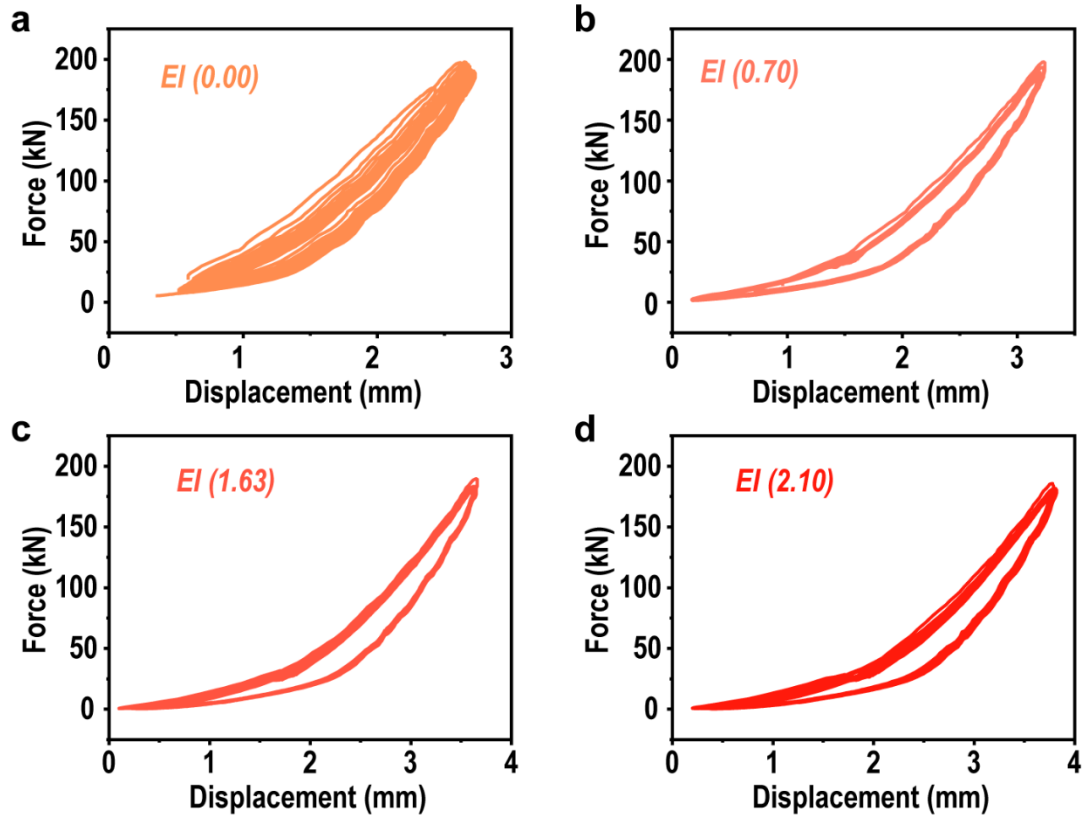 a
EI (0.00)
200
150
100
50
0
Force (kN)
0 1 2 3
Displacement (mm)
b
EI (0.70)
200
150
100
50
0
Force (kN)
0 1 2 3
Displacement (mm)
c
EI (1.63)
200
150
100
50
0
Force (kN)
0 1 2 3 4
Displacement (mm)
d
EI (2.10)
200
150
100
50
0
Force (kN)
0 1 2 3 4
Displacement (mm)